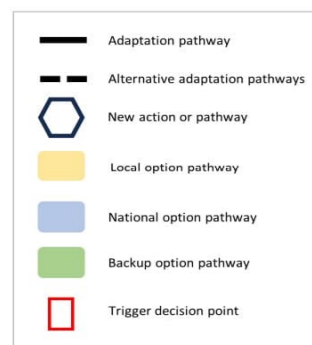 Adaptation pathway
Alternative adaptation pathways
New action or pathway
Local option pathway
National option pathway
Backup option pathway
Trigger decision point